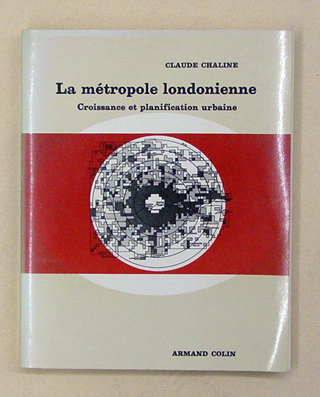 CLAUDE CHALINE
La métropole londonienne
Croissance et planification urbaine
ARMAND COLIN